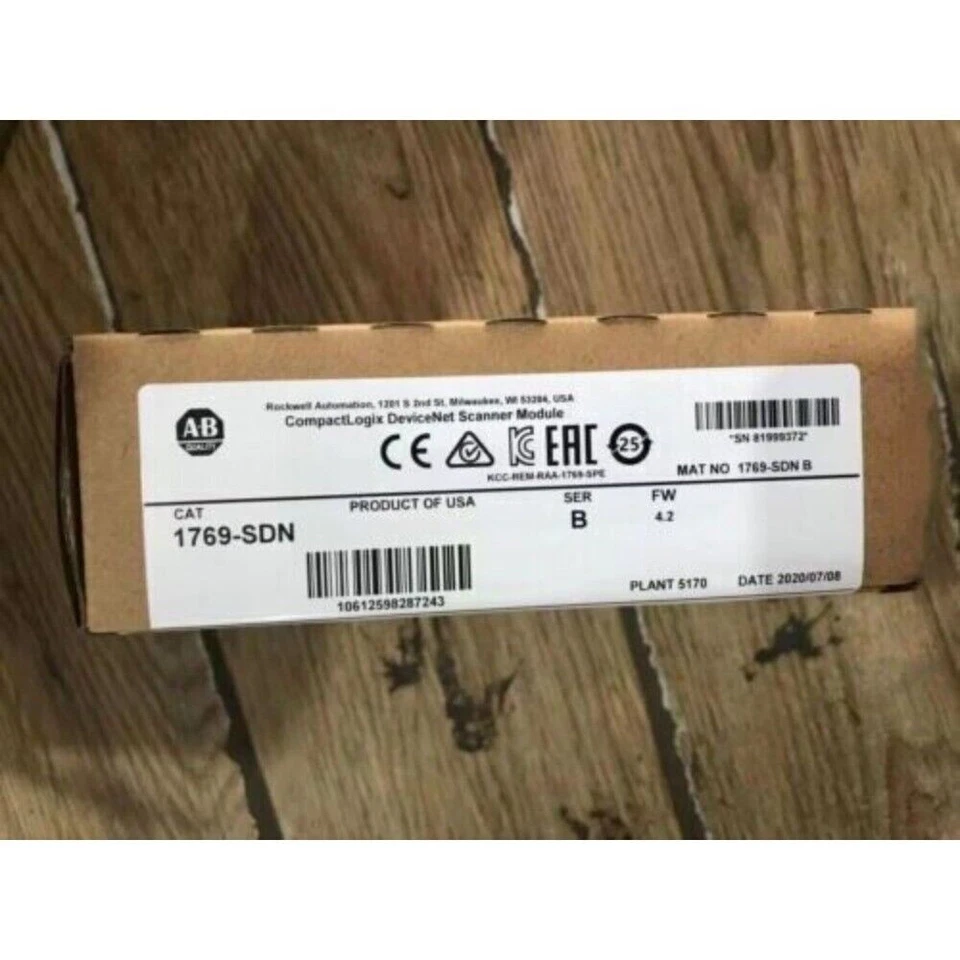 A-B
QUALITY
Rockwell Automation, 1201 S 2nd St, Milwaukee, WI 53204, USA
CompactLogix DeviceNet Scanner Module
CE EAC 25
KCC-REM-RAA-1769-SPE
*SN 81999372*
MAT NO 1769-SDN B
CAT
1769-SDN
PRODUCT OF USA
SER
B
FW
4.2
10612598287243
PLANT 5170
DATE 2020/07/08